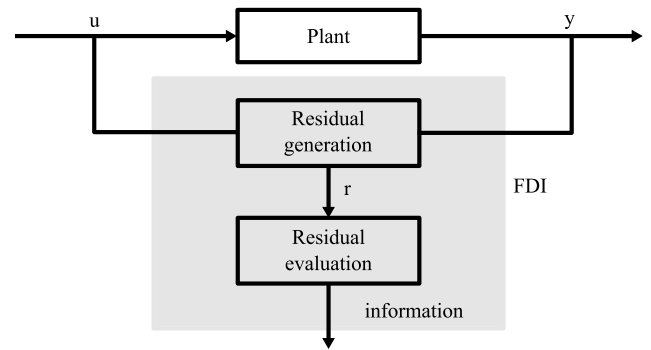 u
y
Plant
Residual
generation
FDI
r
Residual
evaluation
information